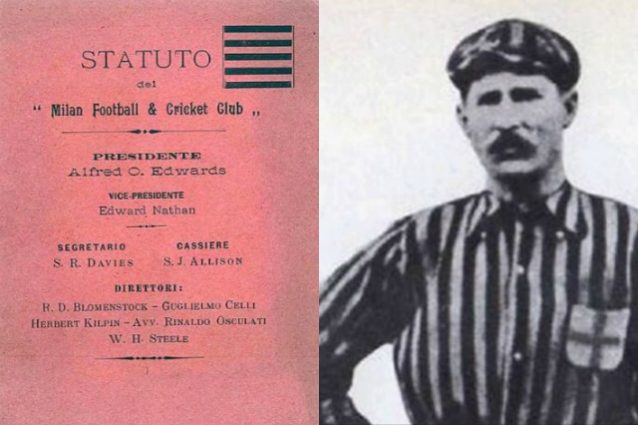 STATUTO
del
“ Milan Football & Cricket Club „
PRESIDENTE
Alfred O. Edwards
VICE-PRESIDENTE
Edward Nathan
SEGRETARIO CASSIERE
S. R. DAVIES S. J. ALLISON
DIRETTORI:
R. D. BLOMENSTOCK – GUGLIELMO CELLI
HERBERT KILPIN – AVV. RINALDO OSCULATI
W. H. STEELE